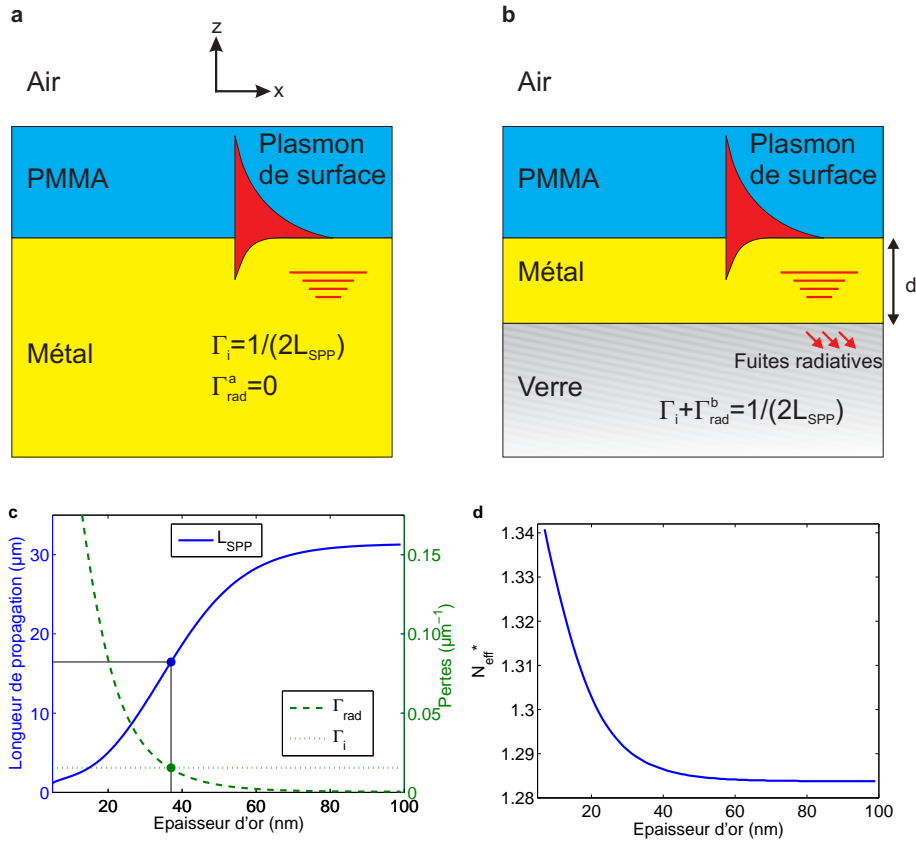 a
z
x
Air
PMMA
Plasmon
de surface
Métal
Γi=1/(2LSPP)
Γarad=0
b
Air
PMMA
Plasmon
de surface
Métal
d
Fuites radiatives
Verre
Γi+Γbrad=1/(2LSPP)
c
LSPP
Γrad
Γi
Longueur de propagation (µm)
0
10
20
30
Pertes (µm⁻¹)
0
0.05
0.10
0.15
20
40
60
80
100
Epaisseur d'or (nm)
d
Neff*
1.34
1.33
1.32
1.31
1.3
1.29
1.28
20
40
60
80
100
Epaisseur d'or (nm)